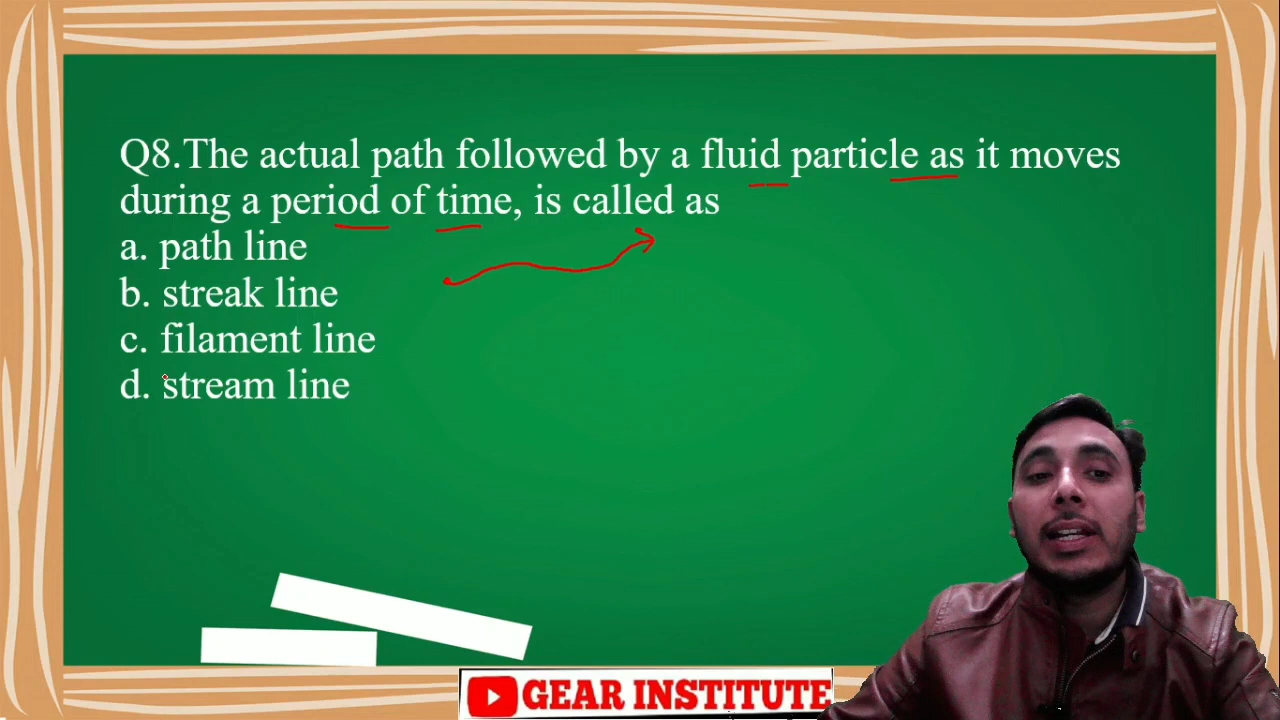 Q8.The actual path followed by a fluid particle as it moves
during a period of time, is called as
a. path line
b. streak line
c. filament line
d. stream line
GEAR INSTITUTE